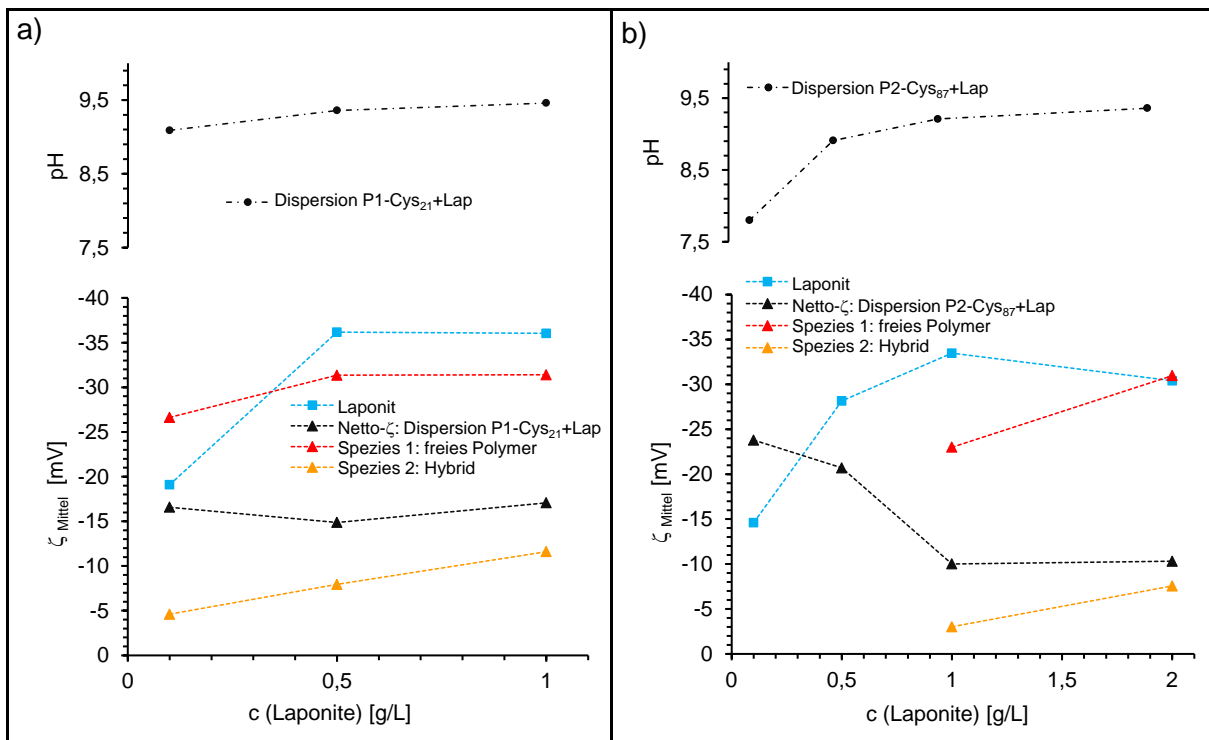 a)
9,5
8,5
7,5
pH
Dispersion P1-Cys21+Lap
-40
-35
-30
-25
-20
-15
-10
-5
0
ζ Mittel [mV]
Laponit
Netto-ζ: Dispersion P1-Cys21+Lap
Spezies 1: freies Polymer
Spezies 2: Hybrid
0
0,5
1
c (Laponite) [g/L]
b)
9,5
8,5
7,5
pH
Dispersion P2-Cys87+Lap
-40
-35
-30
-25
-20
-15
-10
-5
0
ζ Mittel [mV]
Laponit
Netto-ζ: Dispersion P2-Cys87+Lap
Spezies 1: freies Polymer
Spezies 2: Hybrid
0
0,5
1
1,5
2
c (Laponite) [g/L]